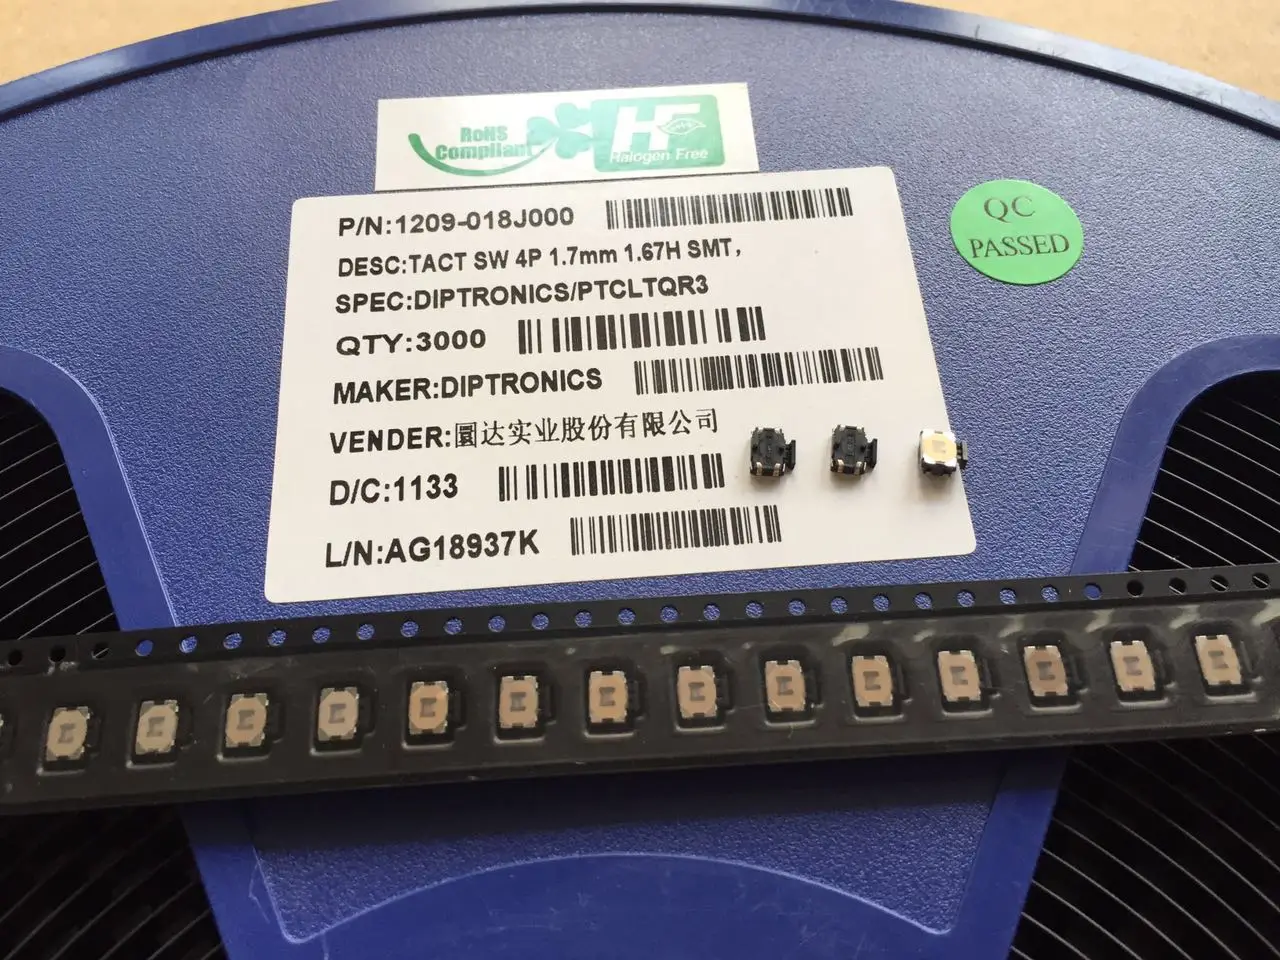 RoHS
Compliant
HF
Halogen Free
P/N:1209-018J000
DESC:TACT SW 4P 1.7mm 1.67H SMT,
SPEC:DIPTRONICS/PTCLTQR3
QTY:3000
MAKER:DIPTRONICS
VENDER:圜达实业股份有限公司
D/C:1133
L/N:AG18937K
QC
PASSED